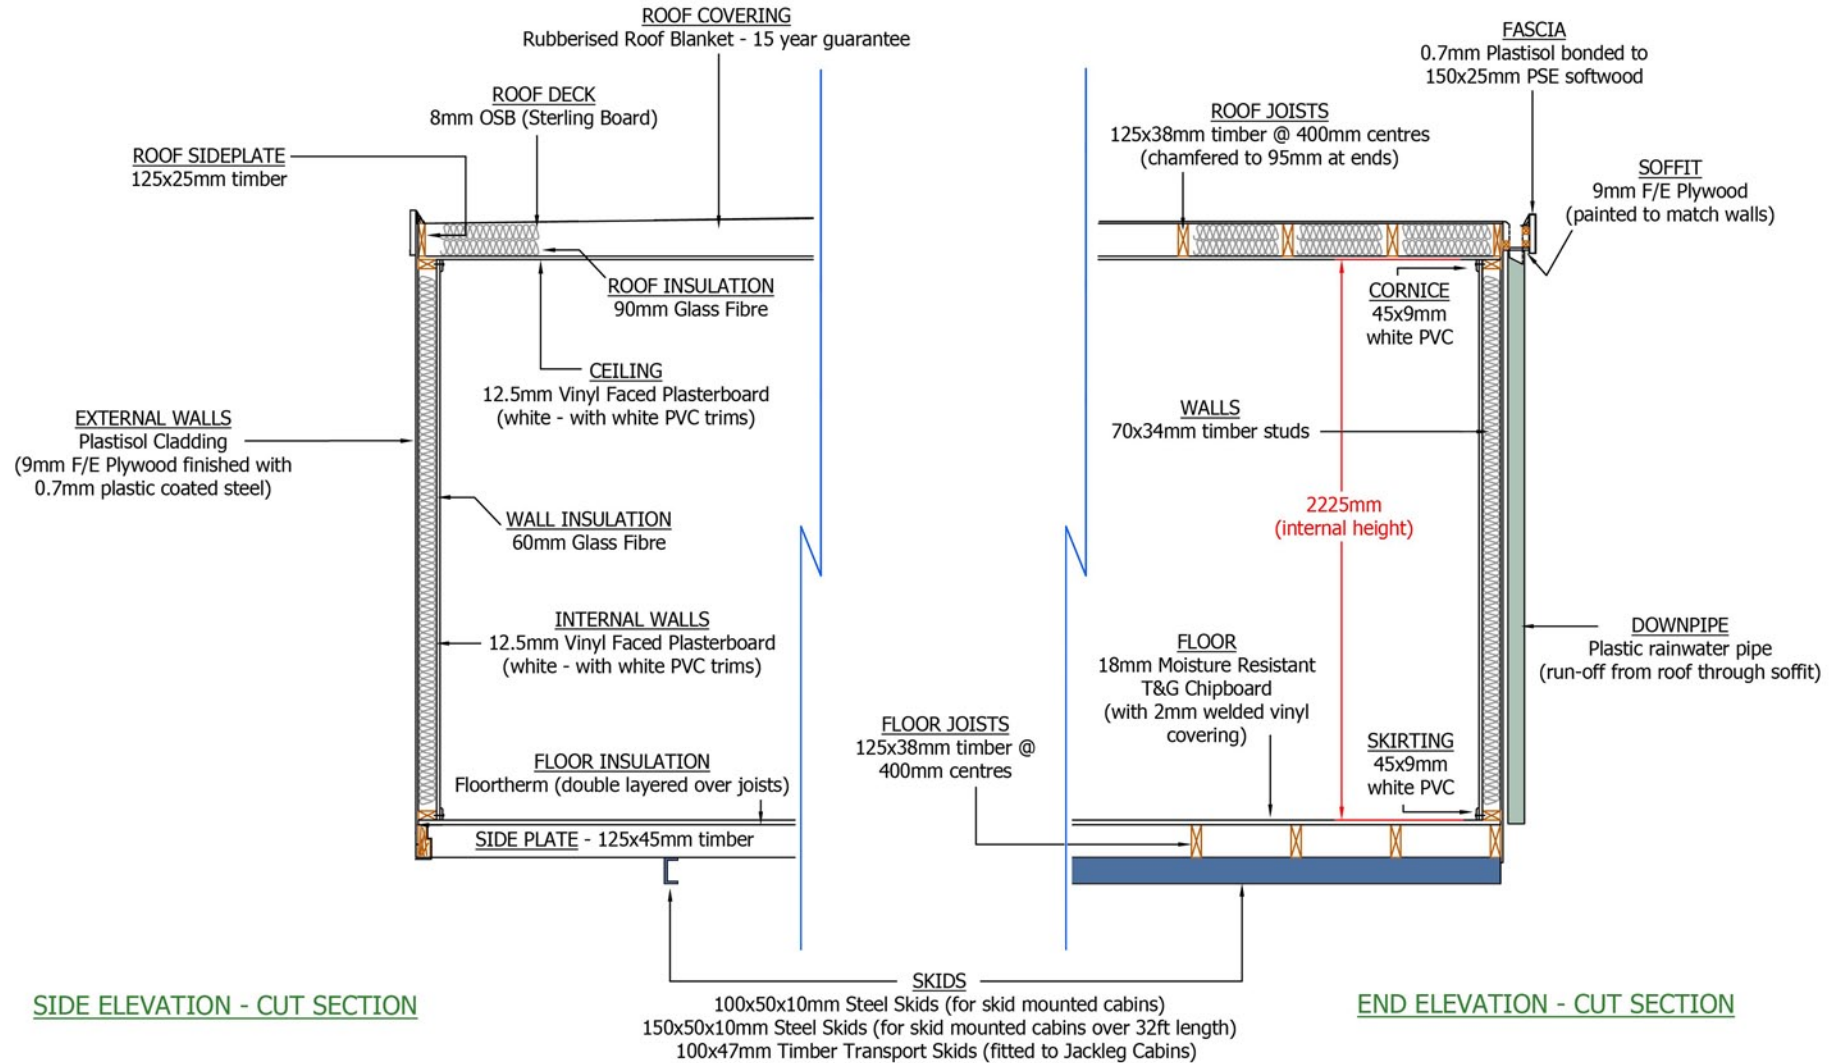 ROOF COVERING
Rubberised Roof Blanket - 15 year guarantee
ROOF DECK
8mm OSB (Sterling Board)
ROOF SIDEPLATE
125x25mm timber
ROOF INSULATION
90mm Glass Fibre
CEILING
12.5mm Vinyl Faced Plasterboard
(white - with white PVC trims)
EXTERNAL WALLS
Plastisol Cladding
(9mm F/E Plywood finished with
0.7mm plastic coated steel)
WALL INSULATION
60mm Glass Fibre
INTERNAL WALLS
12.5mm Vinyl Faced Plasterboard
(white - with white PVC trims)
FLOOR INSULATION
Floortherm (double layered over joists)
SIDE PLATE - 125x45mm timber
FASCIA
0.7mm Plastisol bonded to
150x25mm PSE softwood
ROOF JOISTS
125x38mm timber @ 400mm centres
(chamfered to 95mm at ends)
SOFFIT
9mm F/E Plywood
(painted to match walls)
CORNICE
45x9mm
white PVC
WALLS
70x34mm timber studs
2225mm
(internal height)
DOWNPIPE
Plastic rainwater pipe
(run-off from roof through soffit)
FLOOR
18mm Moisture Resistant
T&G Chipboard
(with 2mm welded vinyl
covering)
FLOOR JOISTS
125x38mm timber @
400mm centres
SKIRTING
45x9mm
white PVC
SKIDS
100x50x10mm Steel Skids (for skid mounted cabins)
150x50x10mm Steel Skids (for skid mounted cabins over 32ft length)
100x47mm Timber Transport Skids (fitted to Jackleg Cabins)
SIDE ELEVATION - CUT SECTION
END ELEVATION - CUT SECTION